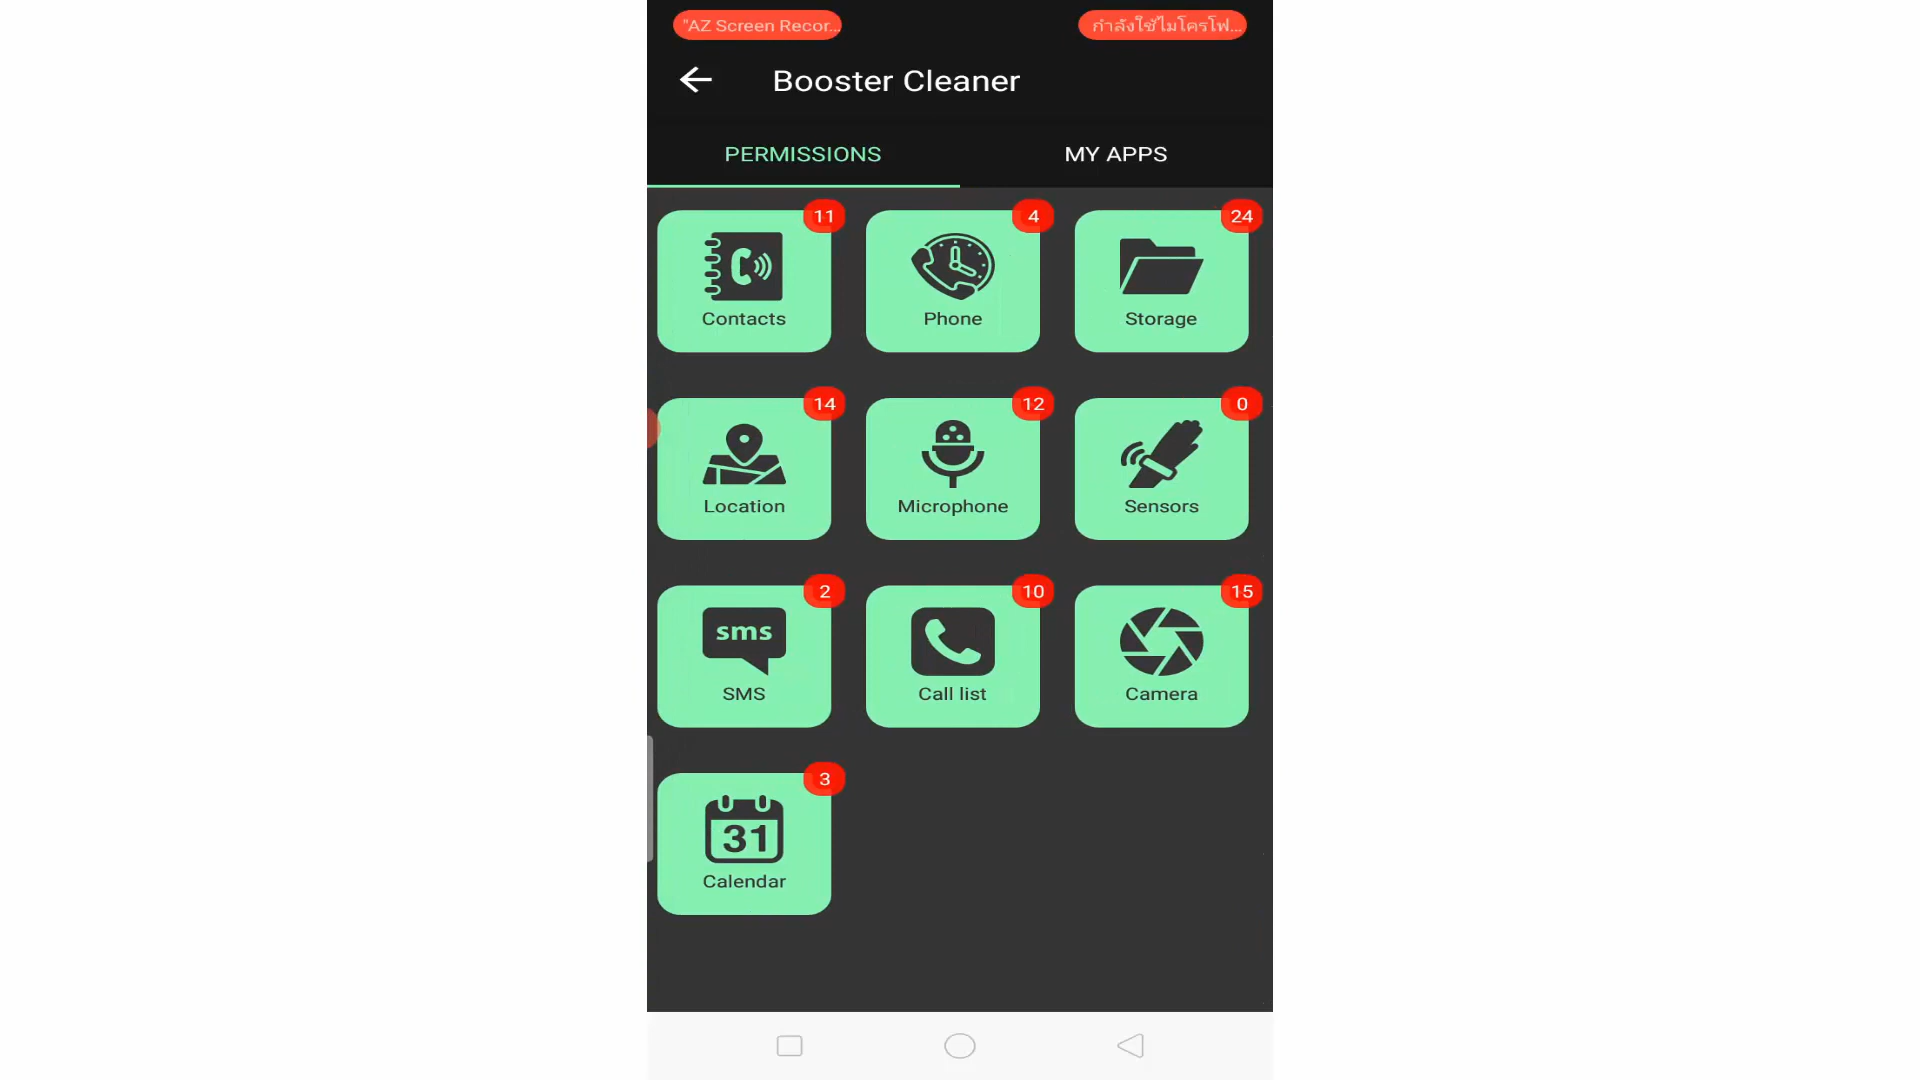 "AZ Screen Recor...
กำลังใช้ไมโครโฟ...
Booster Cleaner
PERMISSIONS
MY APPS
11
4
24
Contacts
Phone
Storage
14
12
0
Location
Microphone
Sensors
2
10
15
sms
SMS
Call list
Camera
3
31
Calendar